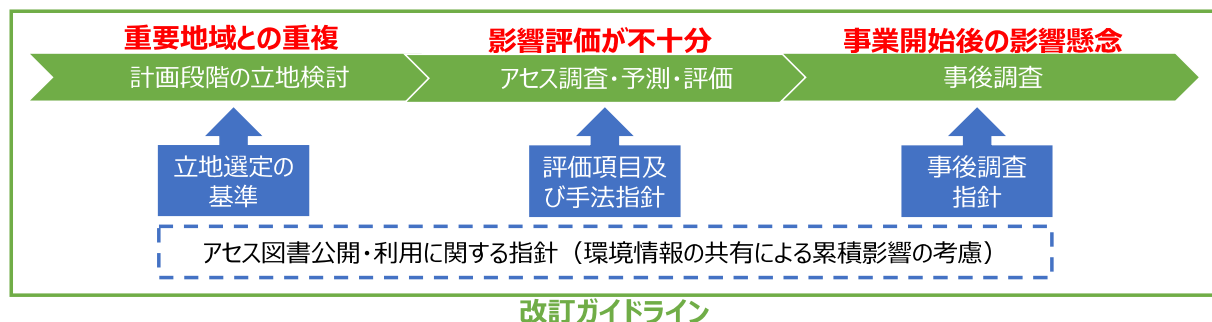 重要地域との重複
影響評価が不十分
事業開始後の影響懸念
計画段階の立地検討
アセス調査・予測・評価
事後調査
立地選定の
基準
評価項目及
び手法指針
事後調査
指針
アセス図書公開・利用に関する指針（環境情報の共有による累積影響の考慮）
改訂ガイドライン